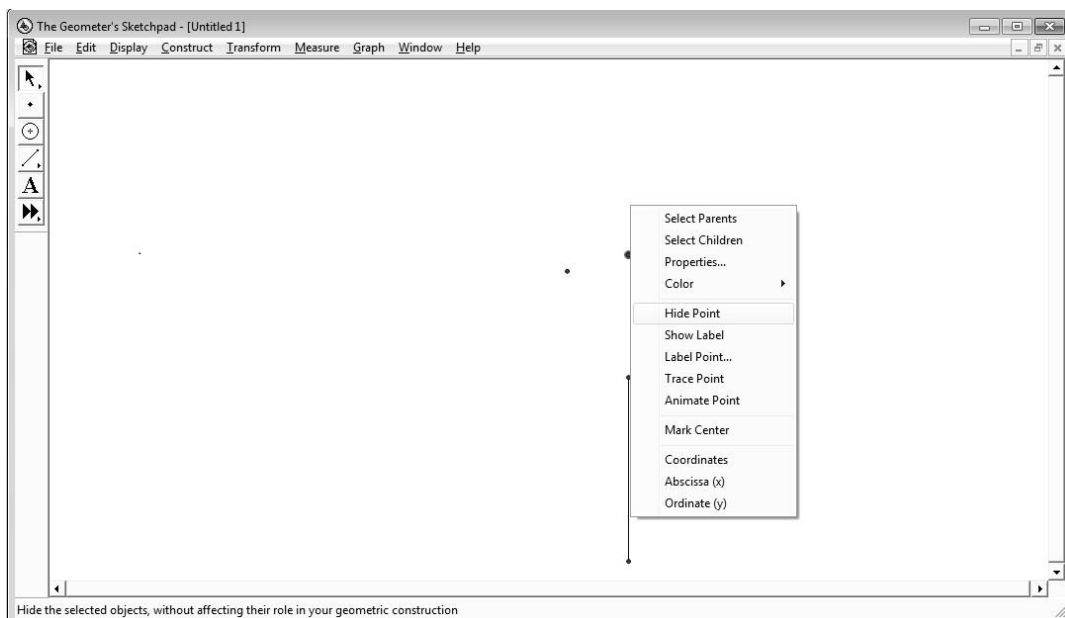 The Geometer's Sketchpad - [Untitled 1]
File Edit Display Construct Transform Measure Graph Window Help
A
Select Parents
Select Children
Properties...
Color
Hide Point
Show Label
Label Point...
Trace Point
Animate Point
Mark Center
Coordinates
Abscissa (x)
Ordinate (y)
Hide the selected objects, without affecting their role in your geometric construction